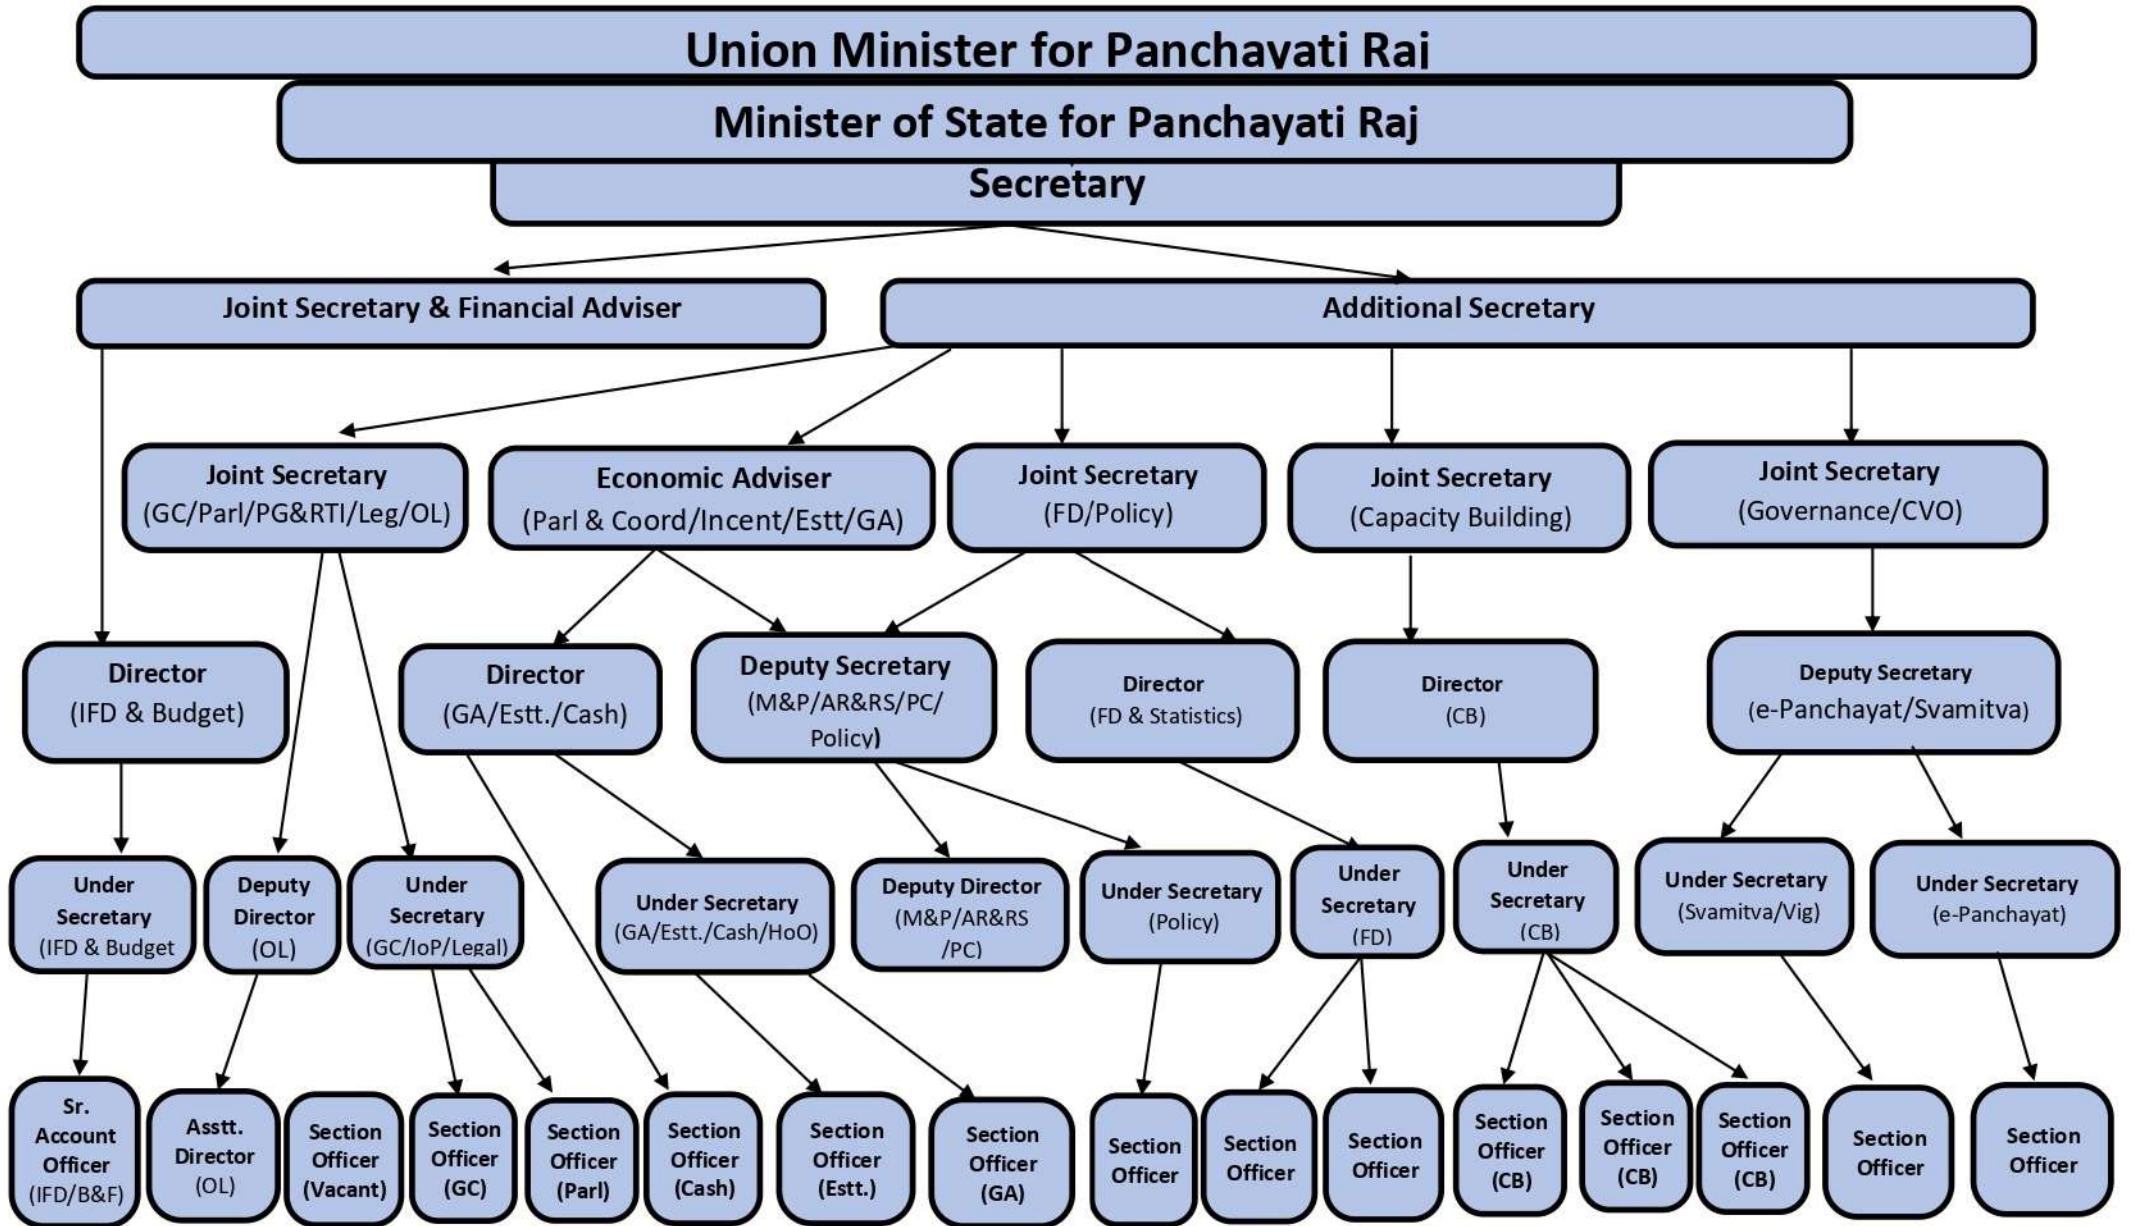 Union Minister for Panchayati Raj
Minister of State for Panchayati Raj
Secretary
Joint Secretary & Financial Adviser
Additional Secretary
Joint Secretary
(GC/Parl/PG&RTI/Leg/OL)
Economic Adviser
(Parl & Coord/Incent/Estt/GA)
Joint Secretary
(FD/Policy)
Joint Secretary
(Capacity Building)
Joint Secretary
(Governance/CVO)
Director
(IFD & Budget)
Director
(GA/Estt./Cash)
Deputy Secretary
(M&P/AR&RS/PC/
Policy)
Director
(FD & Statistics)
Director
(CB)
Deputy Secretary
(e-Panchayat/Svamitva)
Under
Secretary
(IFD & Budget
Deputy
Director
(OL)
Under
Secretary
(GC/IoP/Legal)
Under Secretary
(GA/Estt./Cash/HoO)
Deputy Director
(M&P/AR&RS
/PC)
Under Secretary
(Policy)
Under
Secretary
(FD)
Under
Secretary
(CB)
Under Secretary
(Svamitva/Vig)
Under Secretary
(e-Panchayat)
Sr.
Account
Officer
(IFD/B&F)
Asstt.
Director
(OL)
Section
Officer
(Vacant)
Section
Officer
(GC)
Section
Officer
(Parl)
Section
Officer
(Cash)
Section
Officer
(Estt.)
Section
Officer
(GA)
Section
Officer
Section
Officer
Section
Officer
Section
Officer
(CB)
Section
Officer
(CB)
Section
Officer
(CB)
Section
Officer
Section
Officer